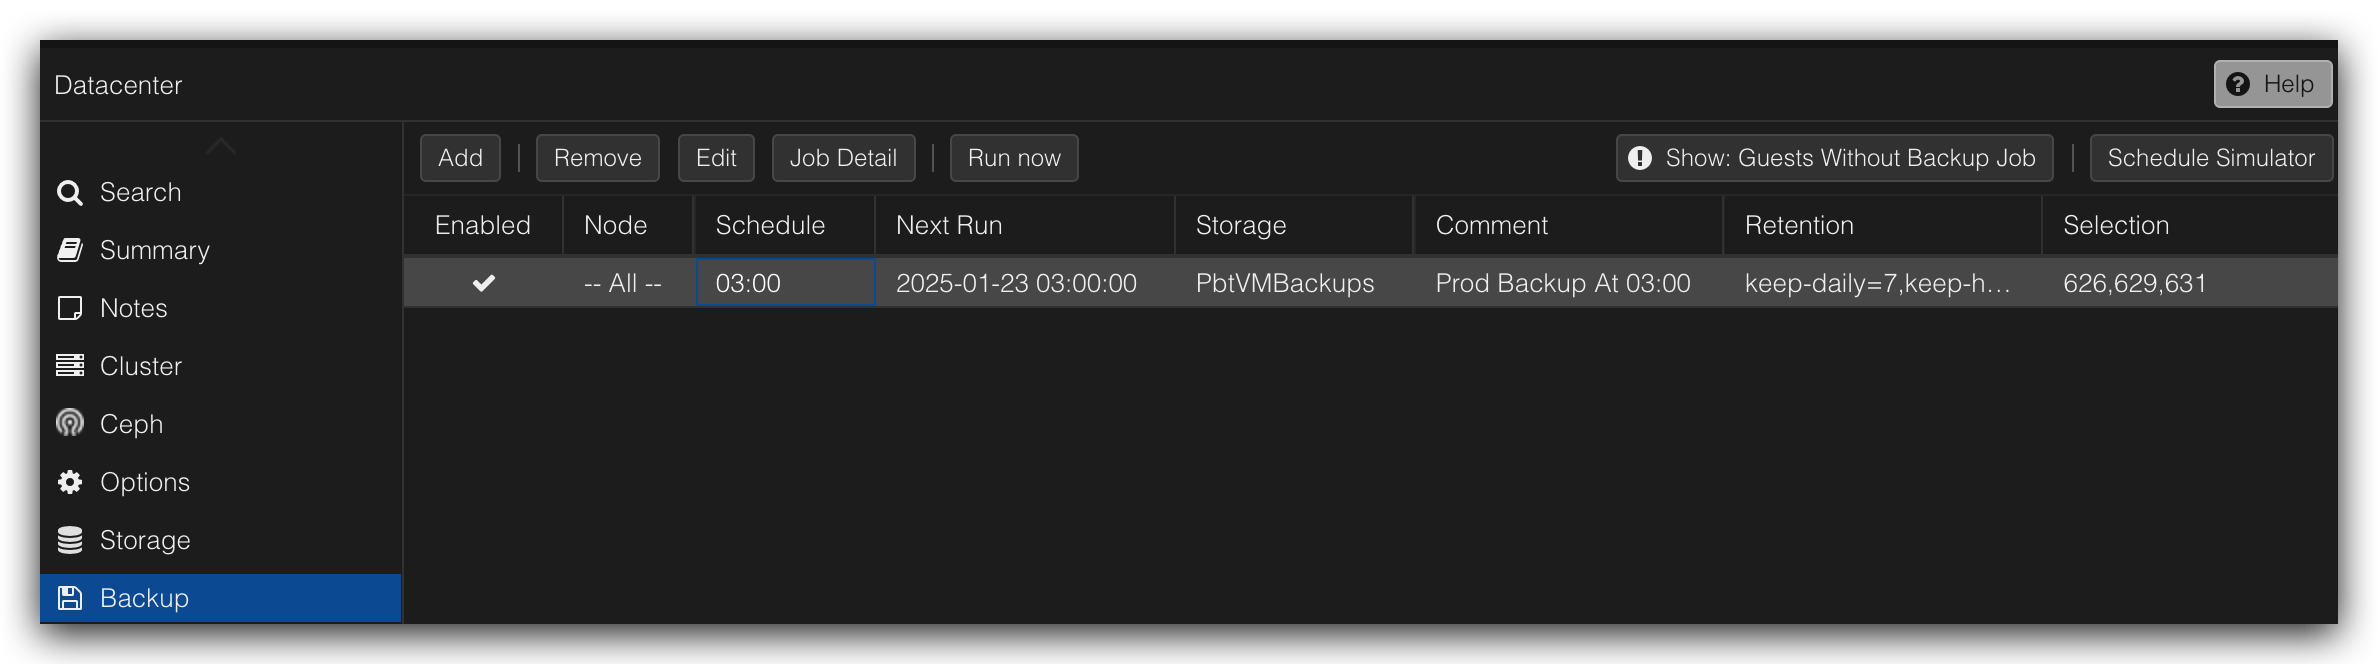 Datacenter
Help
Search
Summary
Notes
Cluster
Ceph
Options
Storage
Backup
Add Remove Edit Job Detail Run now Show: Guests Without Backup Job Schedule Simulator
Enabled Node Schedule Next Run Storage Comment Retention Selection
-- All -- 03:00 2025-01-23 03:00:00 PbtVMBackups Prod Backup At 03:00 keep-daily=7,keep-h... 626,629,631